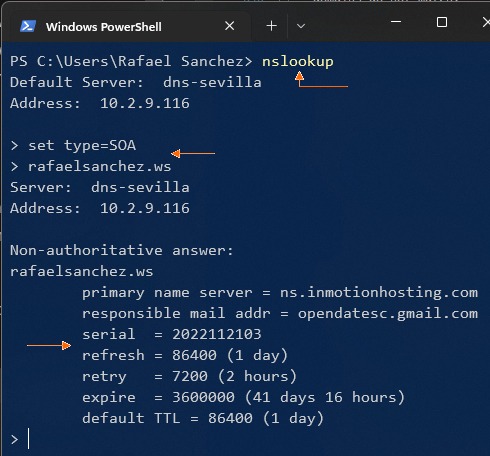 Windows PowerShell
PS C:\Users\Rafael Sanchez> nslookup
Default Server:  dns-sevilla
Address:  10.2.9.116
> set type=SOA
> rafaelsanchez.ws
Server:  dns-sevilla
Address:  10.2.9.116
Non-authoritative answer:
rafaelsanchez.ws
primary name server = ns.inmotionhosting.com
responsible mail addr = opendatesc.gmail.com
serial  = 2022112103
refresh = 86400 (1 day)
retry   = 7200 (2 hours)
expire  = 3600000 (41 days 16 hours)
default TTL = 86400 (1 day)
>